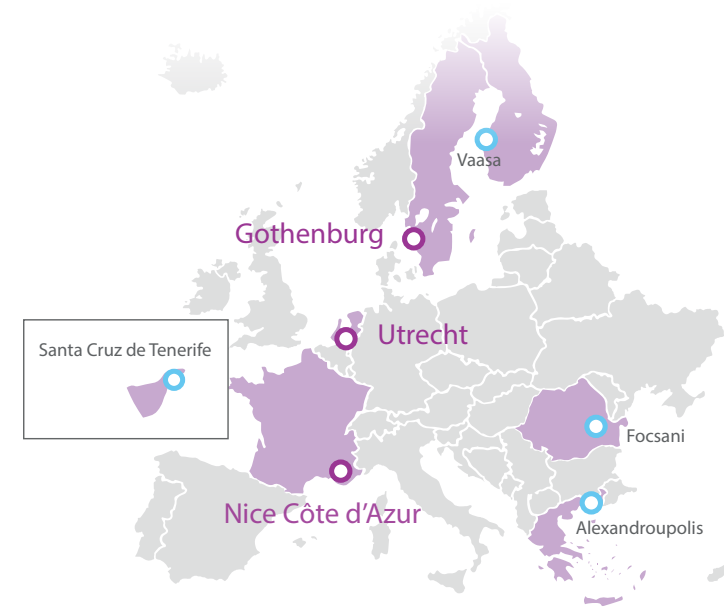 Vaasa
Gothenburg
Utrecht
Santa Cruz de Tenerife
Focsani
Nice Côte d’Azur
Alexandroupolis